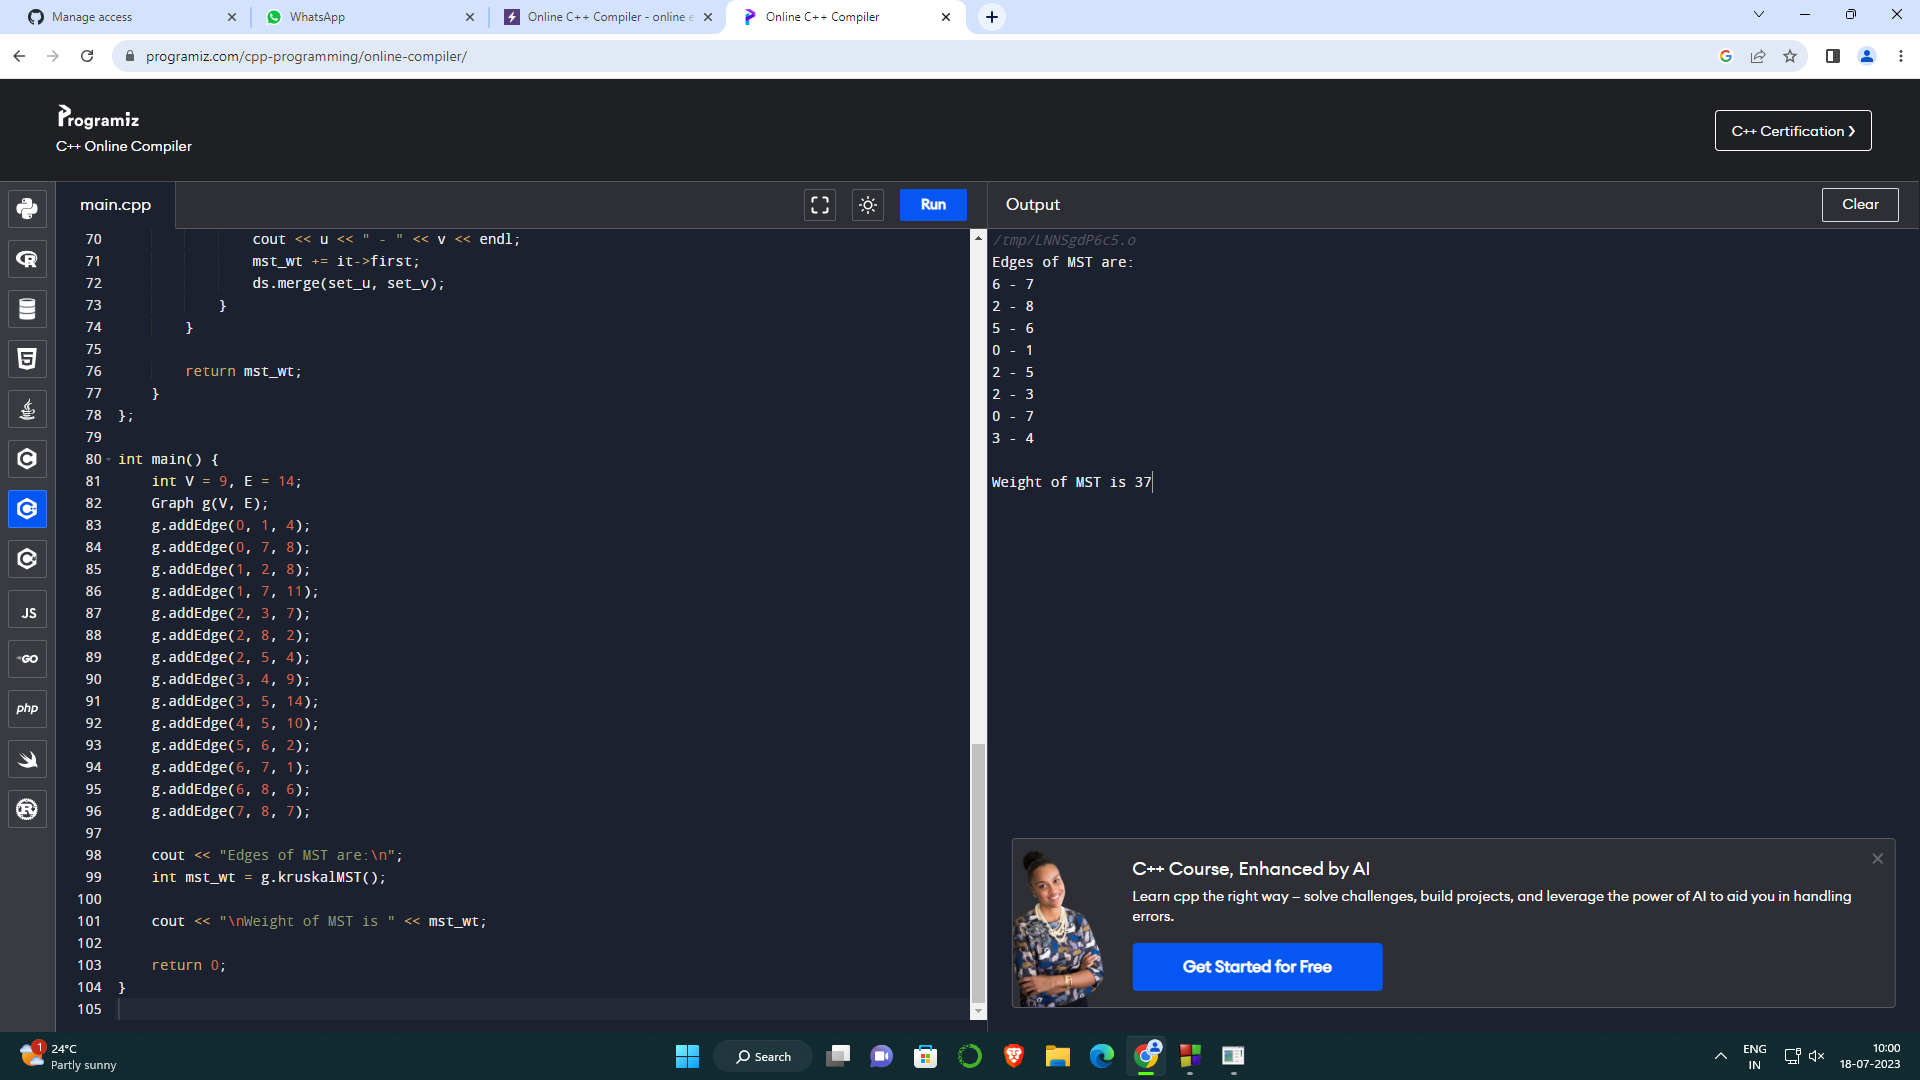 Manage access
WhatsApp
Online C++ Compiler - online e
Online C++ Compiler
programiz.com/cpp-programming/online-compiler/
Programiz
C++ Online Compiler
C++ Certification ❯
main.cpp
Run
Output
Clear
70 cout << u << " - " << v << endl;
71 mst_wt += it->first;
72 ds.merge(set_u, set_v);
73 }
74 }
75
76 return mst_wt;
77 }
78 };
79
80 int main() {
81 int V = 9, E = 14;
82 Graph g(V, E);
83 g.addEdge(0, 1, 4);
84 g.addEdge(0, 7, 8);
85 g.addEdge(1, 2, 8);
86 g.addEdge(1, 7, 11);
87 g.addEdge(2, 3, 7);
88 g.addEdge(2, 8, 2);
89 g.addEdge(2, 5, 4);
90 g.addEdge(3, 4, 9);
91 g.addEdge(3, 5, 14);
92 g.addEdge(4, 5, 10);
93 g.addEdge(5, 6, 2);
94 g.addEdge(6, 7, 1);
95 g.addEdge(6, 8, 6);
96 g.addEdge(7, 8, 7);
97
98 cout << "Edges of MST are:\n";
99 int mst_wt = g.kruskalMST();
100
101 cout << "\nWeight of MST is " << mst_wt;
102
103 return 0;
104 }
105
/tmp/LNNSgdP6c5.o
Edges of MST are:
6 - 7
2 - 8
5 - 6
0 - 1
2 - 5
2 - 3
0 - 7
3 - 4
Weight of MST is 37
JS
GO
php
C++ Course, Enhanced by AI
Learn cpp the right way – solve challenges, build projects, and leverage the power of AI to aid you in handling
errors.
Get Started for Free
1
24°C
Partly sunny
Search
ENG
IN
10:00
18-07-2023